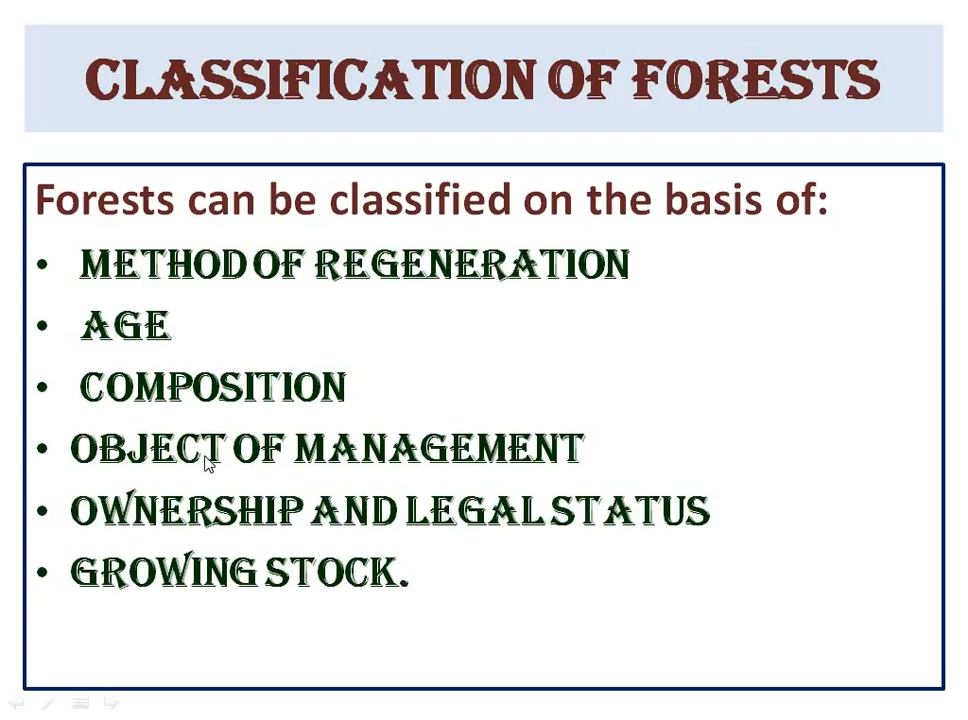 CLASSIFICATION OF FORESTS
Forests can be classified on the basis of:
• METHOD OF REGENERATION
• AGE
• COMPOSITION
• OBJECT OF MANAGEMENT
• OWNERSHIP AND LEGAL STATUS
• GROWING STOCK.